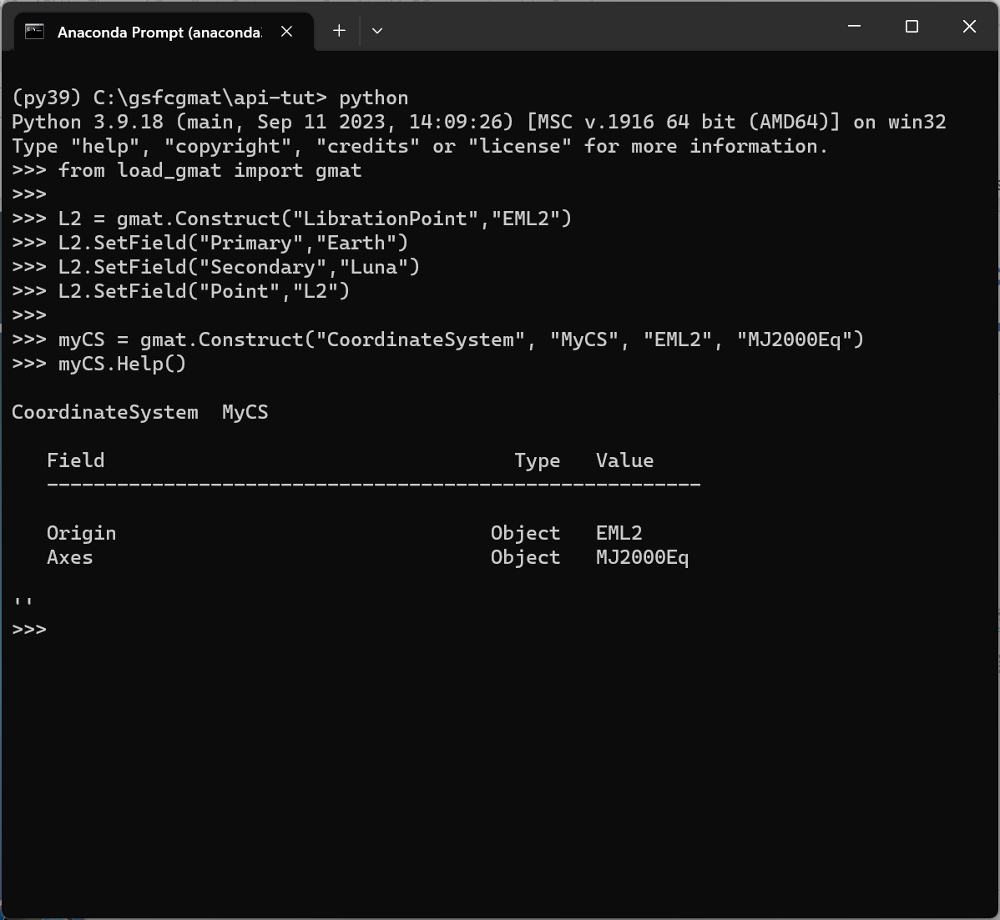 Anaconda Prompt (anaconda
(py39) C:\gsfcgmat\api-tut> python
Python 3.9.18 (main, Sep 11 2023, 14:09:26) [MSC v.1916 64 bit (AMD64)] on win32
Type "help", "copyright", "credits" or "license" for more information.
>>> from load_gmat import gmat
>>>
>>> L2 = gmat.Construct("LibrationPoint","EML2")
>>> L2.SetField("Primary","Earth")
>>> L2.SetField("Secondary","Luna")
>>> L2.SetField("Point","L2")
>>>
>>> myCS = gmat.Construct("CoordinateSystem", "MyCS", "EML2", "MJ2000Eq")
>>> myCS.Help()
CoordinateSystem  MyCS
Field                                   Type   Value
--------------------------------------------------------
Origin                                Object   EML2
Axes                                  Object   MJ2000Eq
''
>>>